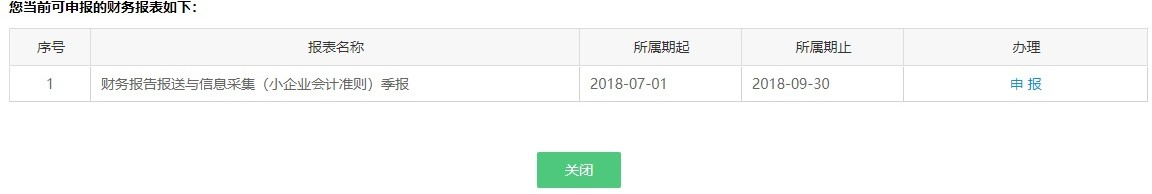 您当前可申报的财务报表如下：
序号 报表名称 所属期起 所属期止 办理
1 财务报告报送与信息采集（小企业会计准则）季报 2018-07-01 2018-09-30 申 报
关闭